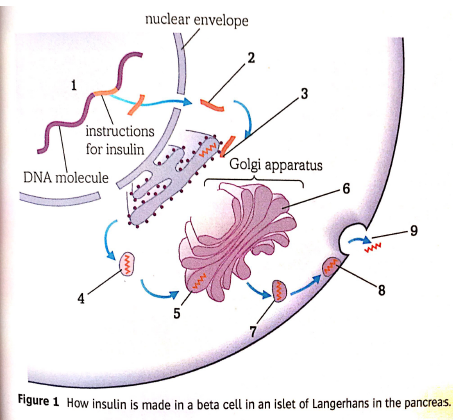 nuclear envelope
1
2
3
instructions
for insulin
DNA molecule
Golgi apparatus
6
9
4
5
7
8
Figure 1 How insulin is made in a beta cell in an islet of Langerhans in the pancreas.